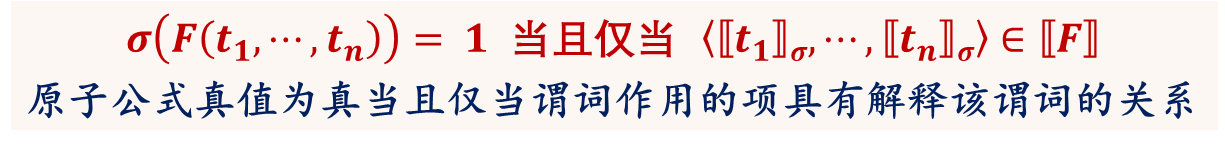 σ(F(t₁,⋯,tₙ)) = 1 当且仅当 ⟨⟦t₁⟧σ,⋯,⟦tₙ⟧σ⟩ ∈ ⟦F⟧
原子公式真值为真当且仅当谓词作用的项具有解释该谓词的关系